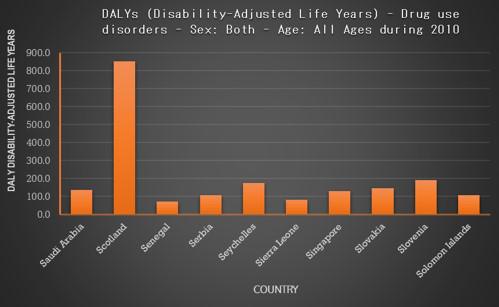 DALYs (Disability-Adjusted Life Years) - Drug use
disorders - Sex: Both - Age: All Ages during 2010
DALY DISABILITY-ADJUSTED LIFE YEARS
900.0
800.0
700.0
600.0
500.0
400.0
300.0
200.0
100.0
0.0
Saudi Arabia
Scotland
Senegal
Serbia
Seychelles
Sierra Leone
Singapore
Slovakia
Slovenia
Solomon Islands
COUNTRY